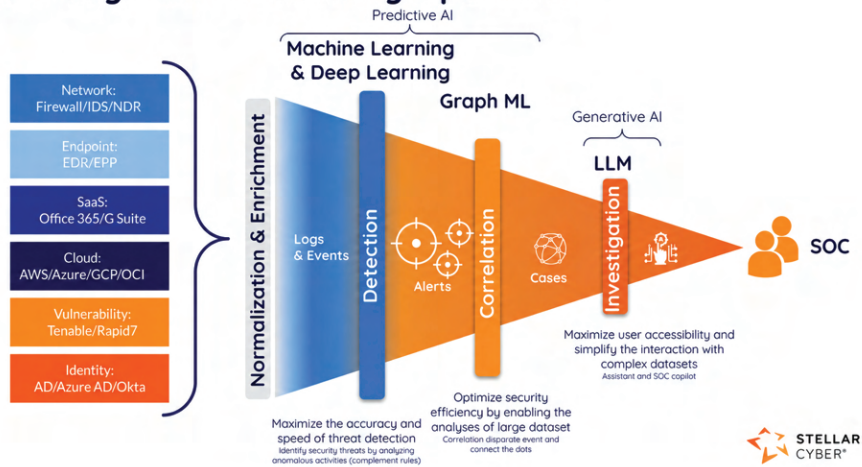 Predictive AI
Machine Learning
& Deep Learning
Graph ML
Generative AI
LLM
Network:
Firewall/IDS/NDR
Endpoint:
EDR/EPP
SaaS:
Office 365/G Suite
Cloud:
AWS/Azure/GCP/OCI
Vulnerability:
Tenable/Rapid7
Identity:
AD/Azure AD/Okta
Normalization & Enrichment
Logs
& Events
Detection
Alerts
Correlation
Cases
Investigation
SOC
Maximize the accuracy and
speed of threat detection
Identify security threats by analyzing
anomalous activities (complement rules)
Optimize security
efficiency by enabling the
analyses of large dataset
Correlation disparate event and
connect the dots
Maximize user accessibility and
simplify the interaction with
complex datasets
Assistant and SOC copilot
STELLAR
CYBER®